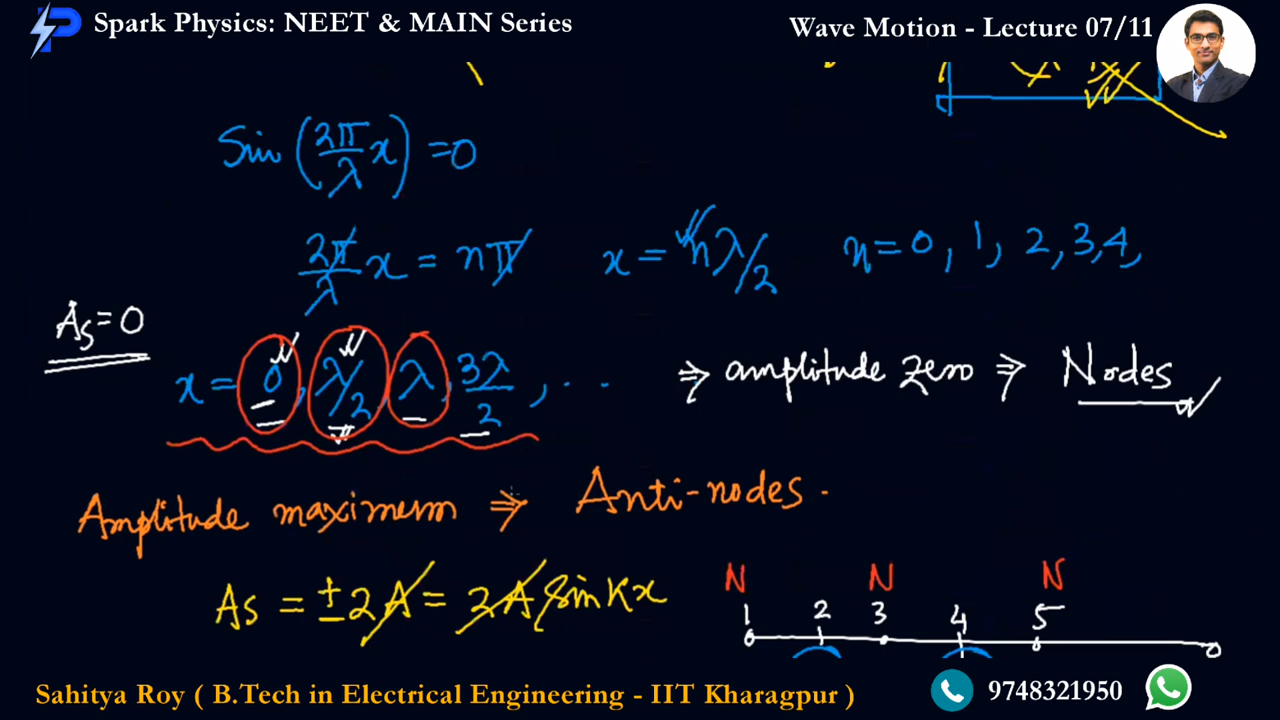 Spark Physics: NEET & MAIN Series
Wave Motion - Lecture 07/11
Sin (2π/λ x) = 0
2π/λ x = nπ x = nλ/2 n = 0, 1, 2, 3, 4,
As = 0
x = 0, λ/2, λ, 3λ/2, . . ⇒ amplitude zero ⇒ Nodes
Amplitude maximum ⇒ Anti-nodes .
As = ±2A = 2A sin Kx
N N N
1 2 3 4 5
Sahitya Roy ( B.Tech in Electrical Engineering - IIT Kharagpur )
9748321950